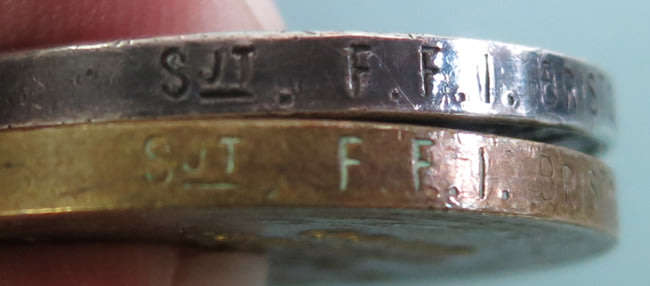 SJT. F. F. I. BRIS
SJT F F. I. BRIS